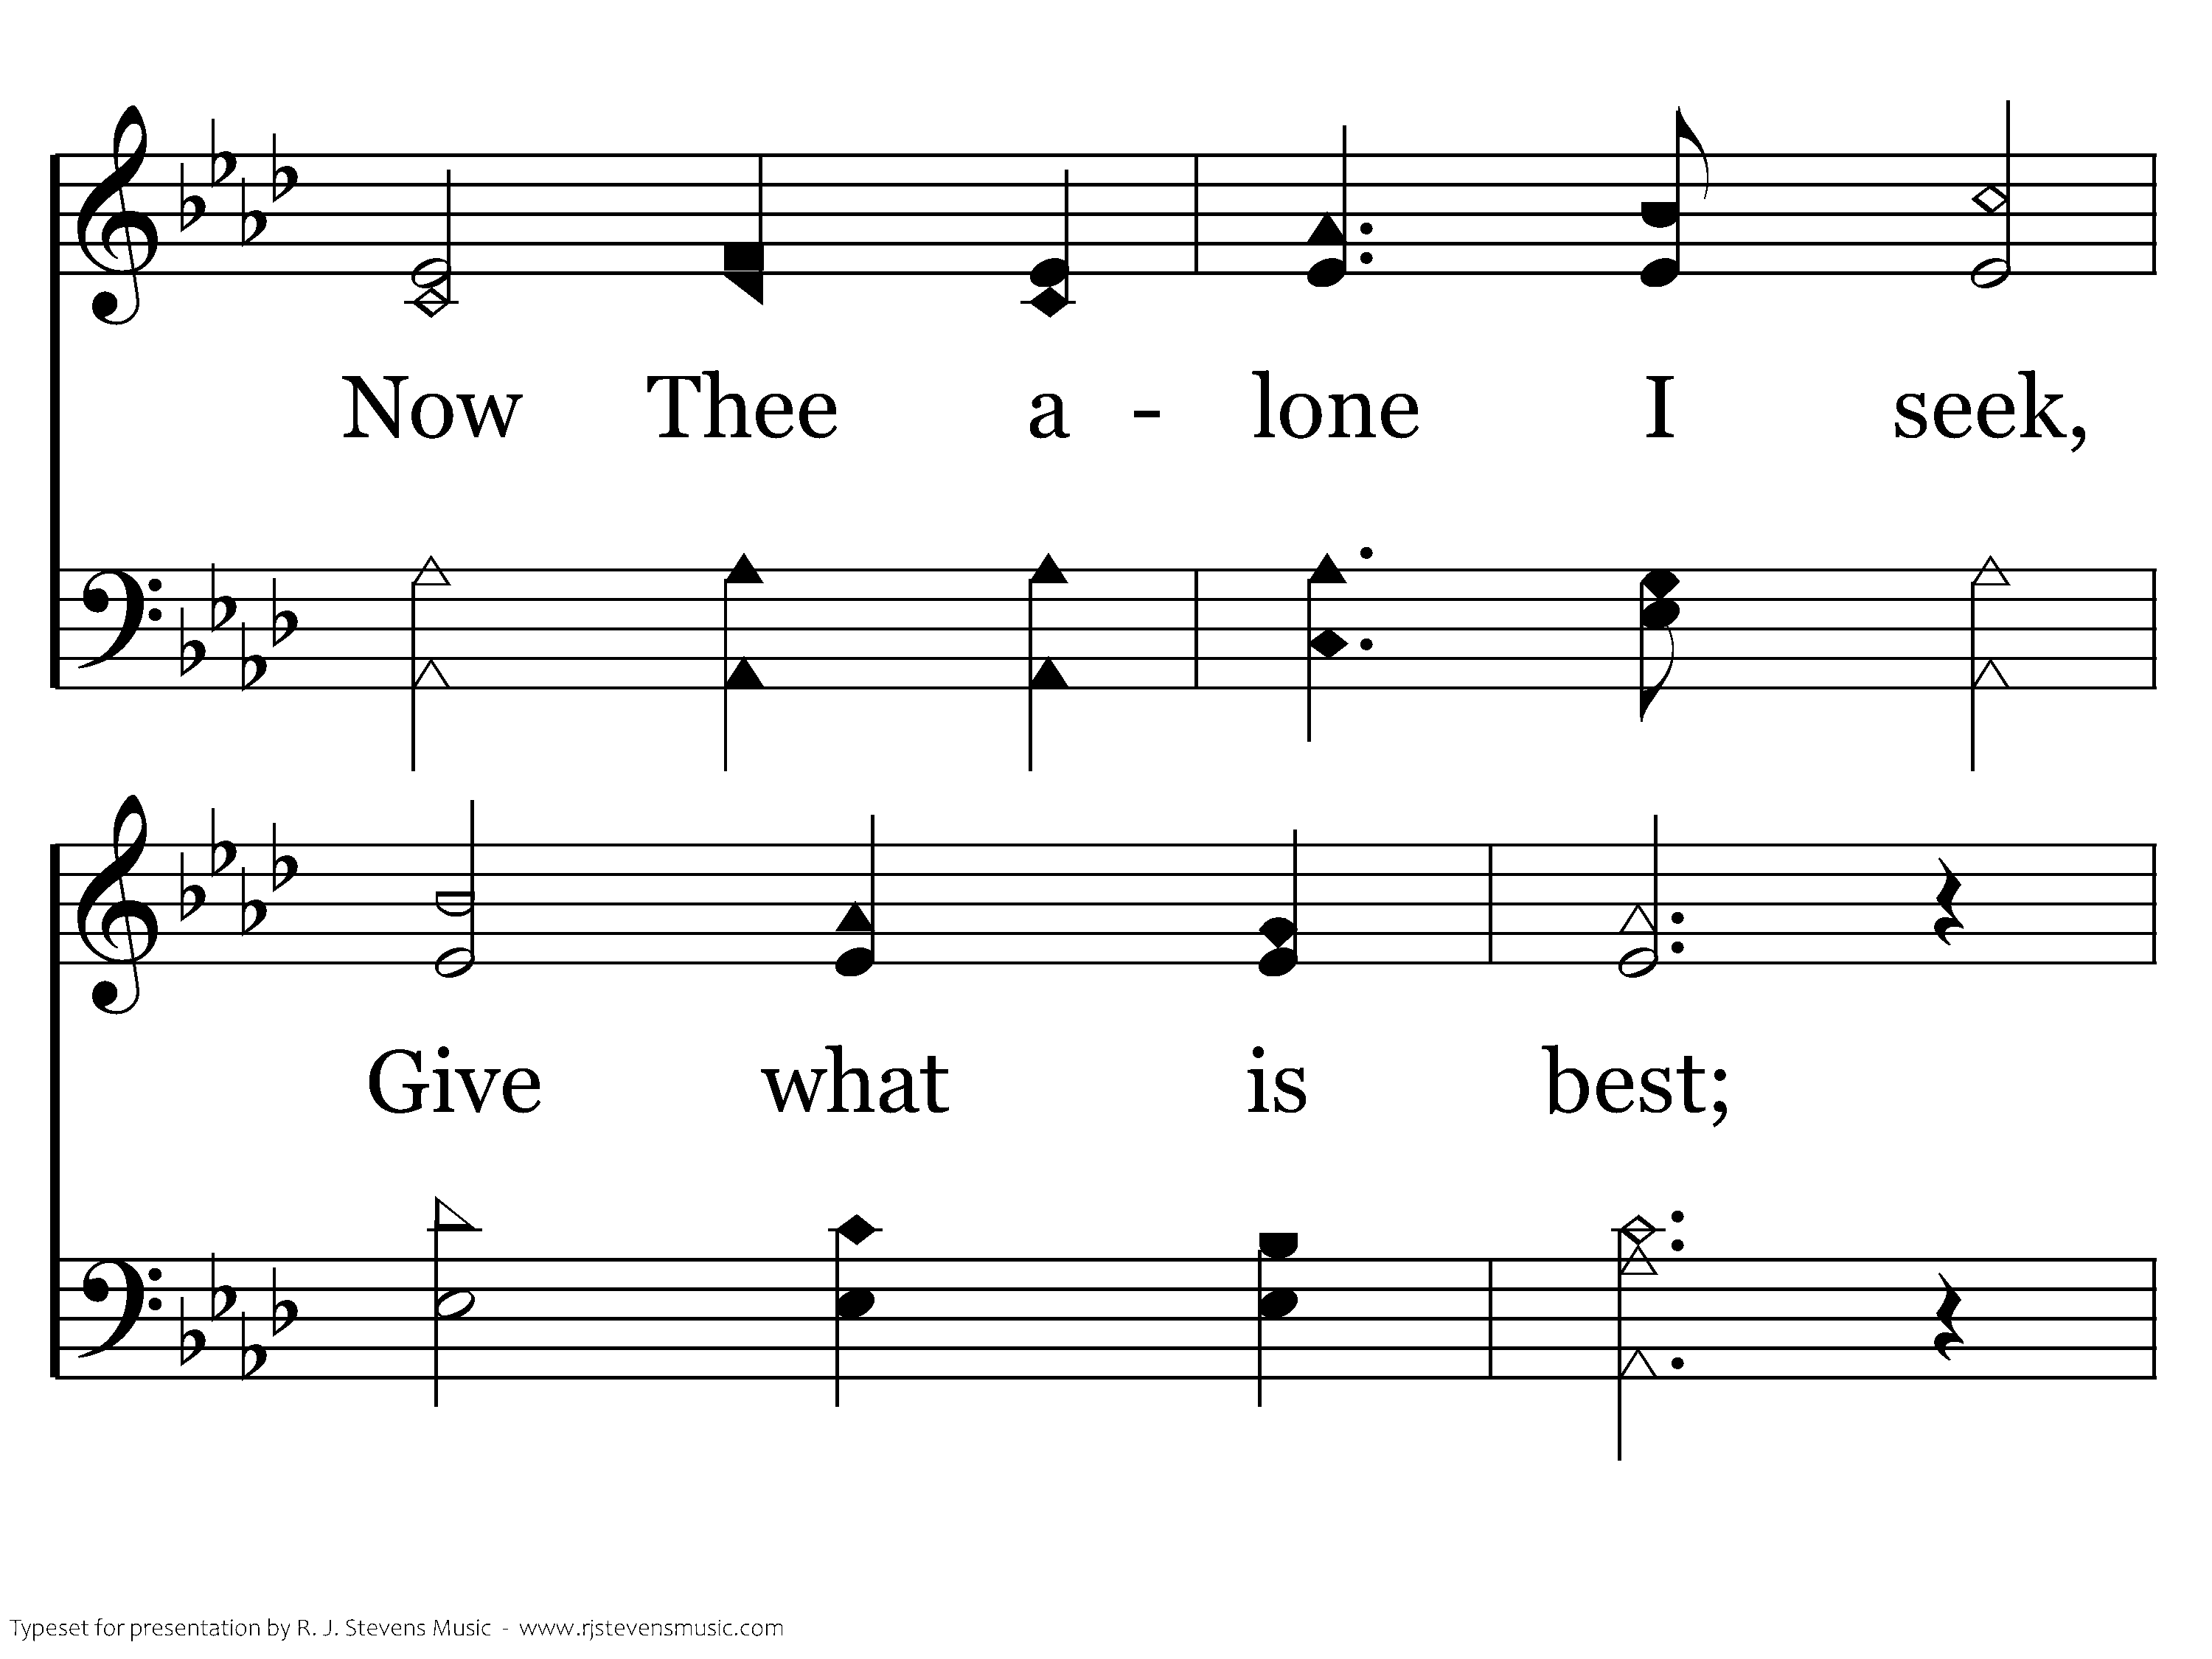 Now Thee a - lone I seek,
Give what is best;
Typeset for presentation by R. J. Stevens Music - www.rjstevensmusic.com